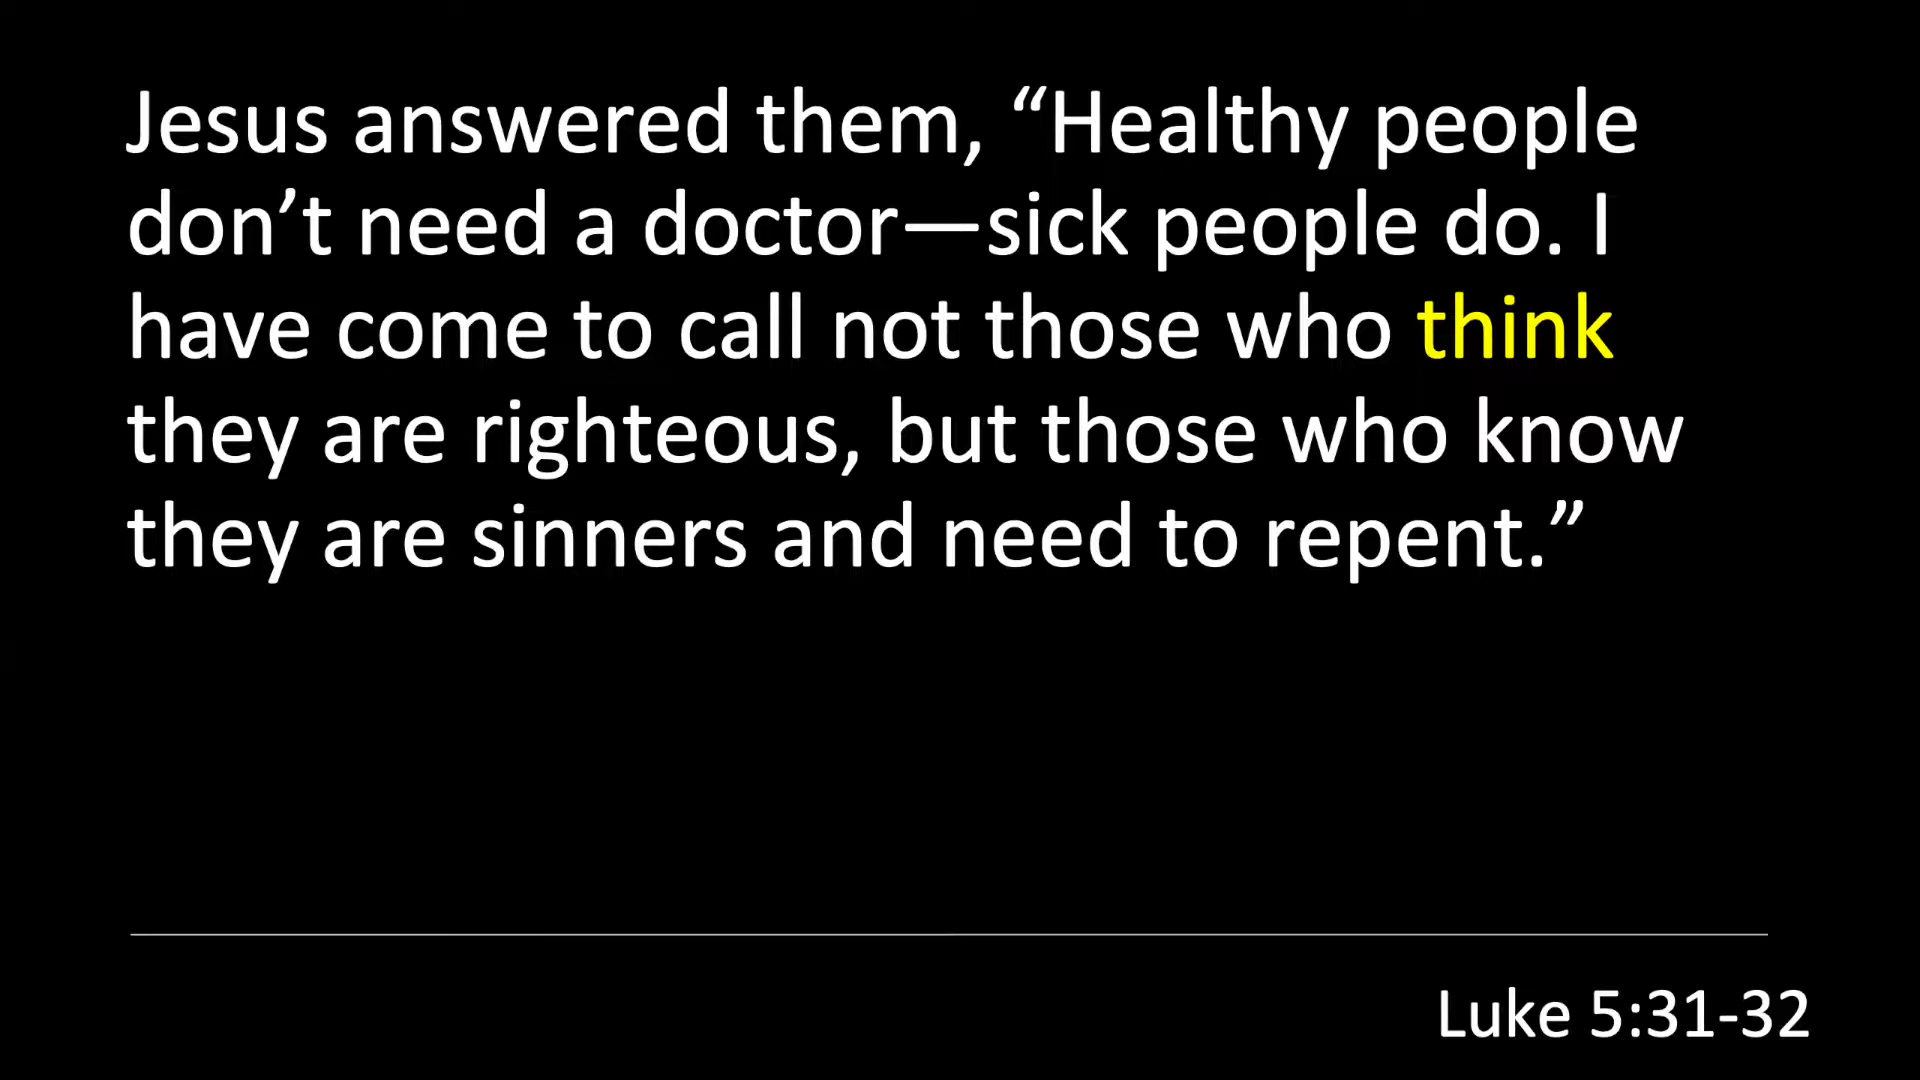 Jesus answered them, “Healthy people
don’t need a doctor—sick people do. I
have come to call not those who think
they are righteous, but those who know
they are sinners and need to repent.”
Luke 5:31-32